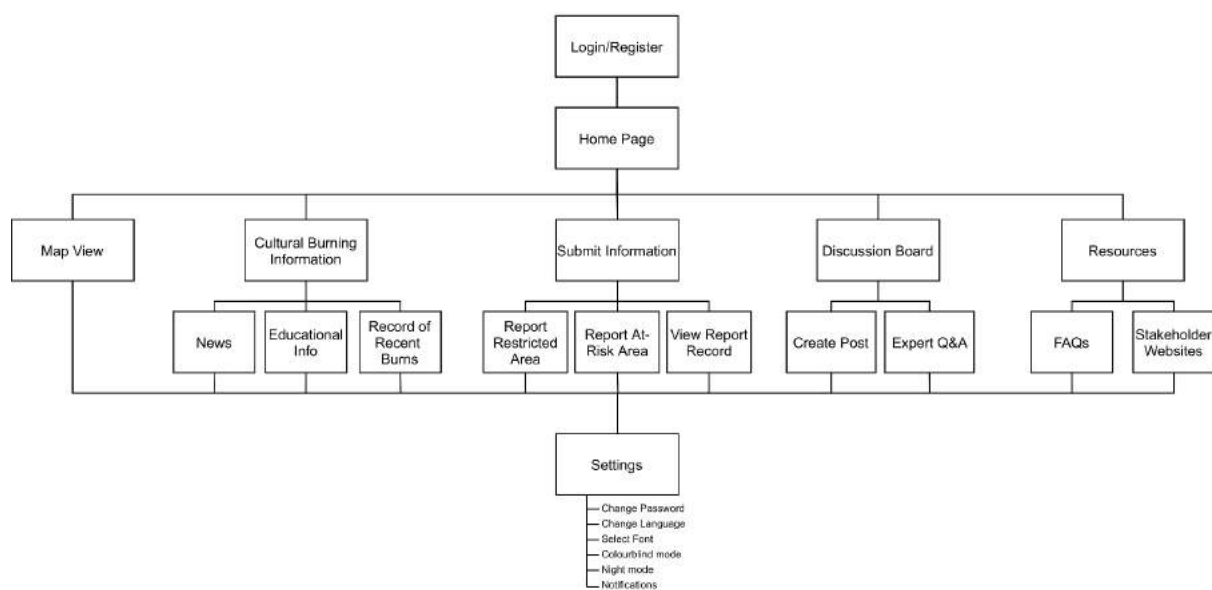 Login/Register
Home Page
Map View
Cultural Burning
Information
Submit Information
Discussion Board
Resources
News
Educational
Info
Record of
Recent
Burns
Report
Restricted
Area
Report At-
Risk Area
View Report
Record
Create Post
Expert Q&A
FAQs
Stakeholder
Websites
Settings
Change Password
Change Language
Select Font
Colourblind mode
Night mode
Notifications